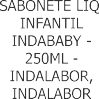 SABONETE LIQ
INFANTIL
INDABABY -
250ML -
INDALABOR,
INDALABOR